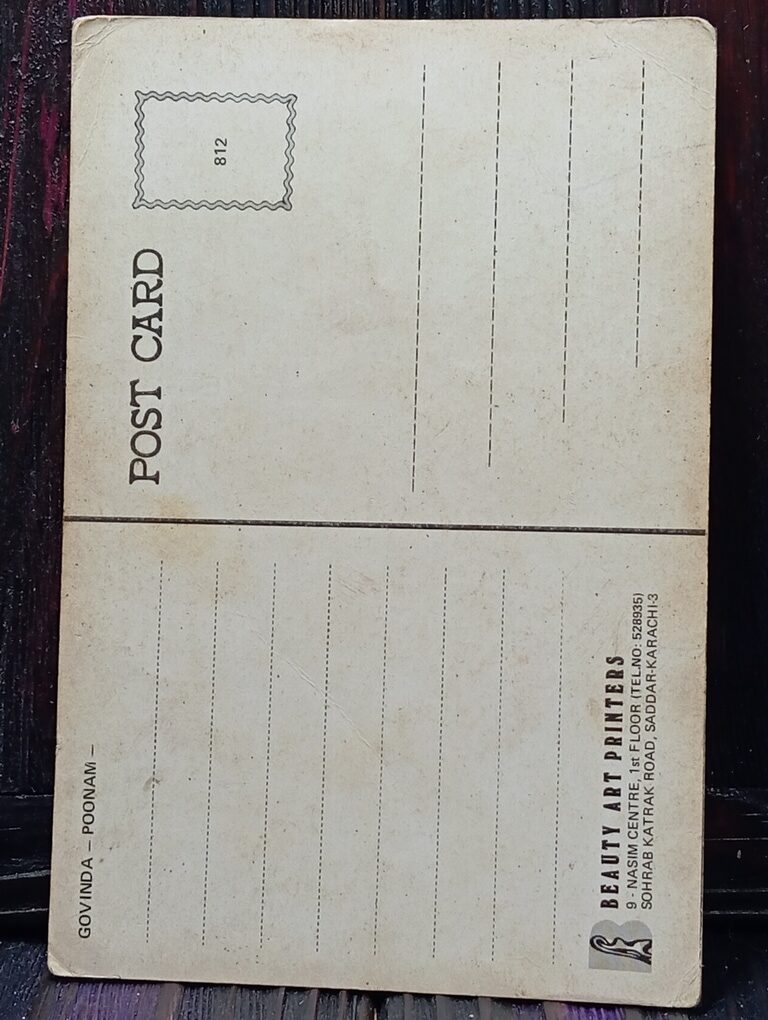 GOVINDA – POONAM –
POST CARD
812
BEAUTY ART PRINTERS
9 - NASIM CENTRE, 1st FLOOR (TEL.NO: 528935)
SOHRAB KATRAK ROAD, SADDAR-KARACHI-3